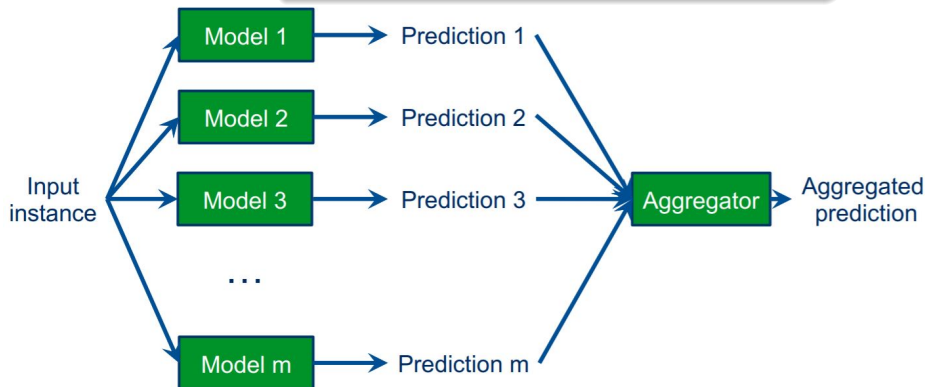 Model 1
Prediction 1
Model 2
Prediction 2
Input
instance
Model 3
Prediction 3
Aggregator
Aggregated
prediction
...
Model m
Prediction m